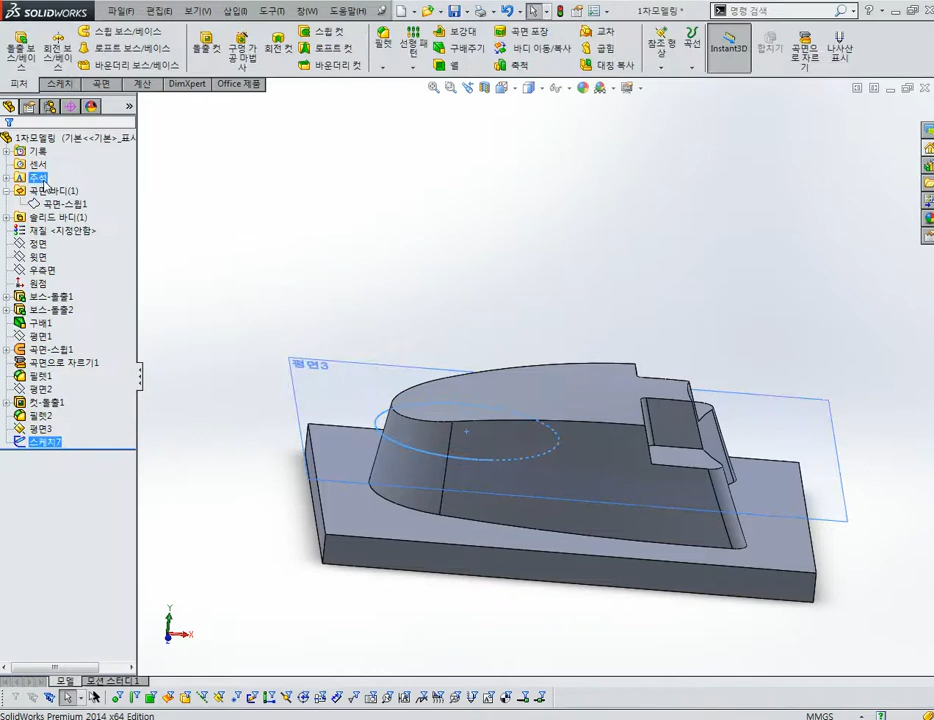 SOLIDWORKS 파일(F) 편집(E) 보기(V) 삽입(I) 도구(T) 창(W) 도움말(H) 1차모델링 * 명령 검색
돌출 보스/베이스 회전 보스/베이스 스윕 보스/베이스 로프트 보스/베이스 바운더리 보스/베이스
돌출 컷 구멍 가공 마법사 회전 컷 스윕 컷 로프트 컷 바운더리 컷
필렛 선형 패턴 보강대 구배주기 쉘 곡면 포장 바디 이동/복사 축적 교차 굽힘 대칭 복사
참조 형상 곡선 Instant3D 합치기 곡면으로 자르기 나사산 표시
피처 스케치 곡면 계산 DimXpert Office 제품
1차모델링 (기본<<기본>_표시
기록
센서
주석
곡면 바디(1)
곡면-스윕1
솔리드 바디(1)
재질 <지정안함>
정면
윗면
우측면
원점
보스-돌출1
보스-돌출2
구배1
평면1
곡면-스윕1
곡면으로 자르기1
필렛1
평면2
컷-돌출1
필렛2
평면3
스케치7
평면3
Y
X
모델 모션 스터디 1
SolidWorks Premium 2014 x64 Edition MMGS